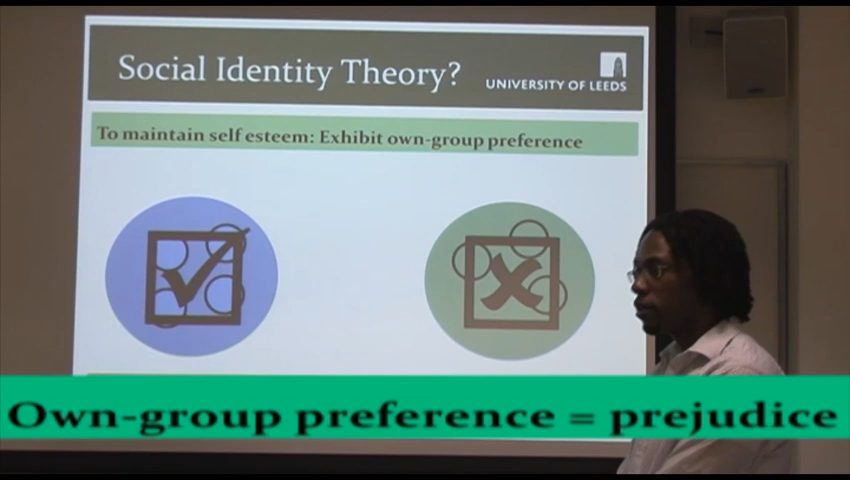 Social Identity Theory?
UNIVERSITY OF LEEDS
To maintain self esteem: Exhibit own-group preference
Own-group preference = prejudice